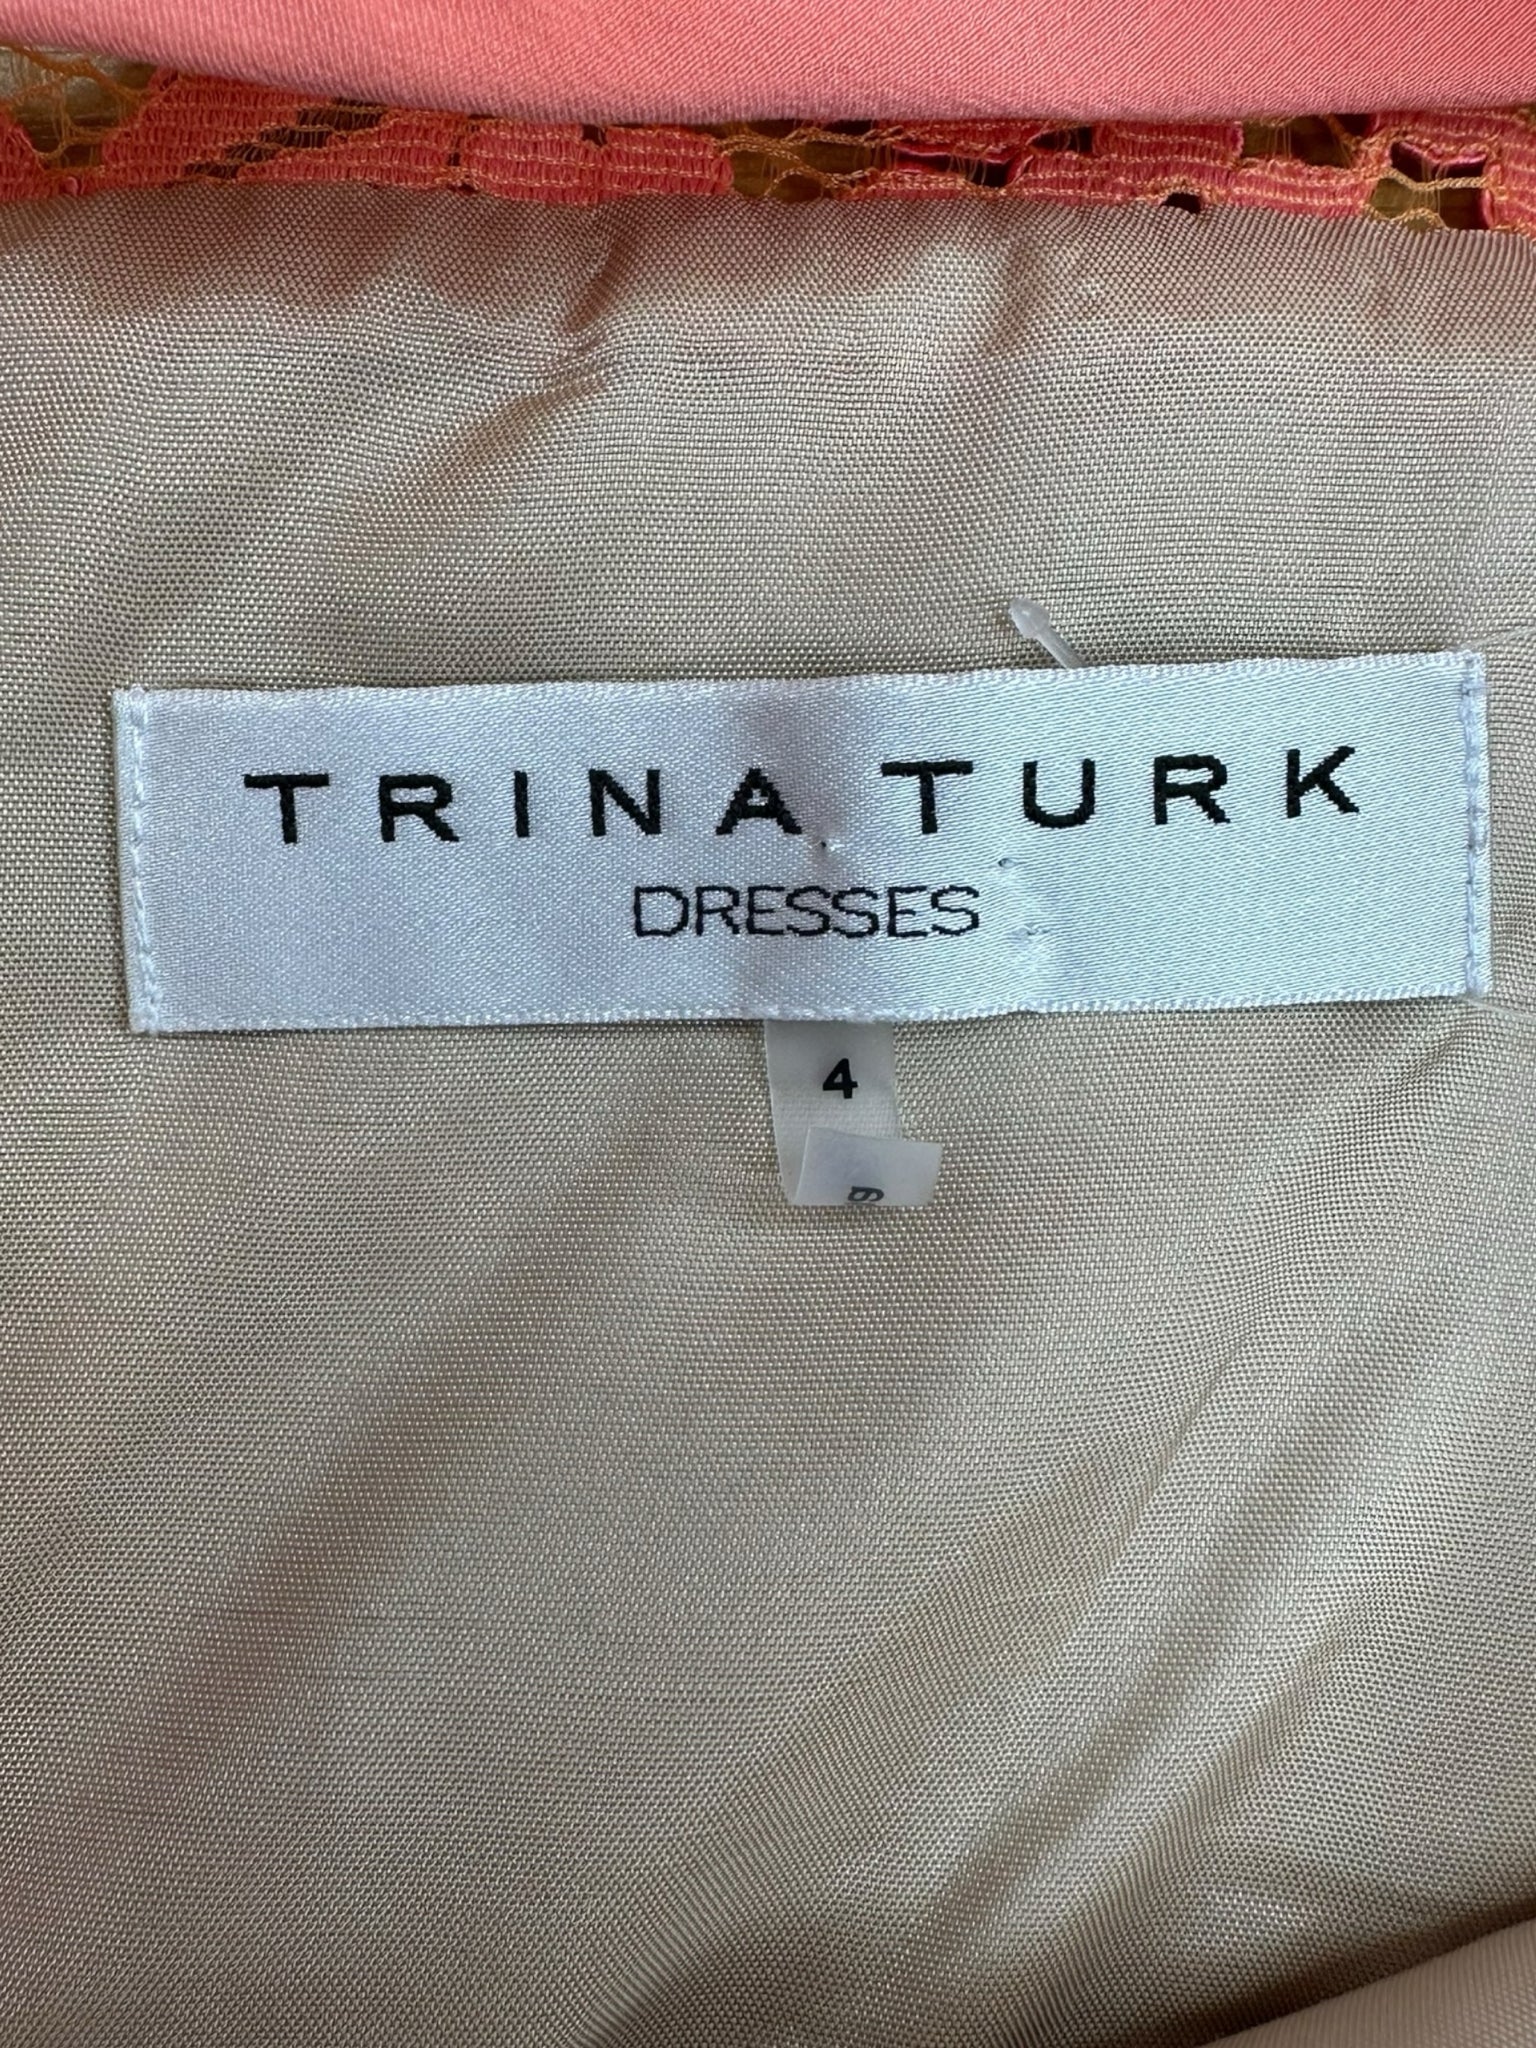 TRINA TURK
DRESSES
4